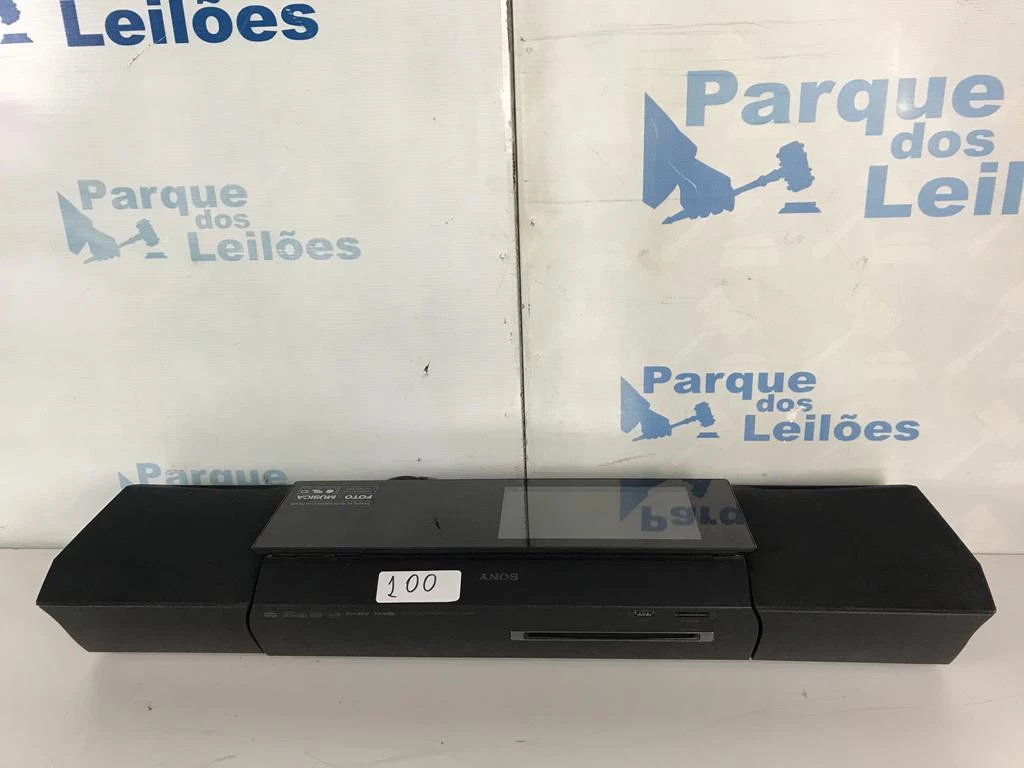 Leilões
Parque
dos
Leilões
Parque
dos
Leil
Parque
dos
Leilões
Parque
FOTO MÚSICA
100
SONY